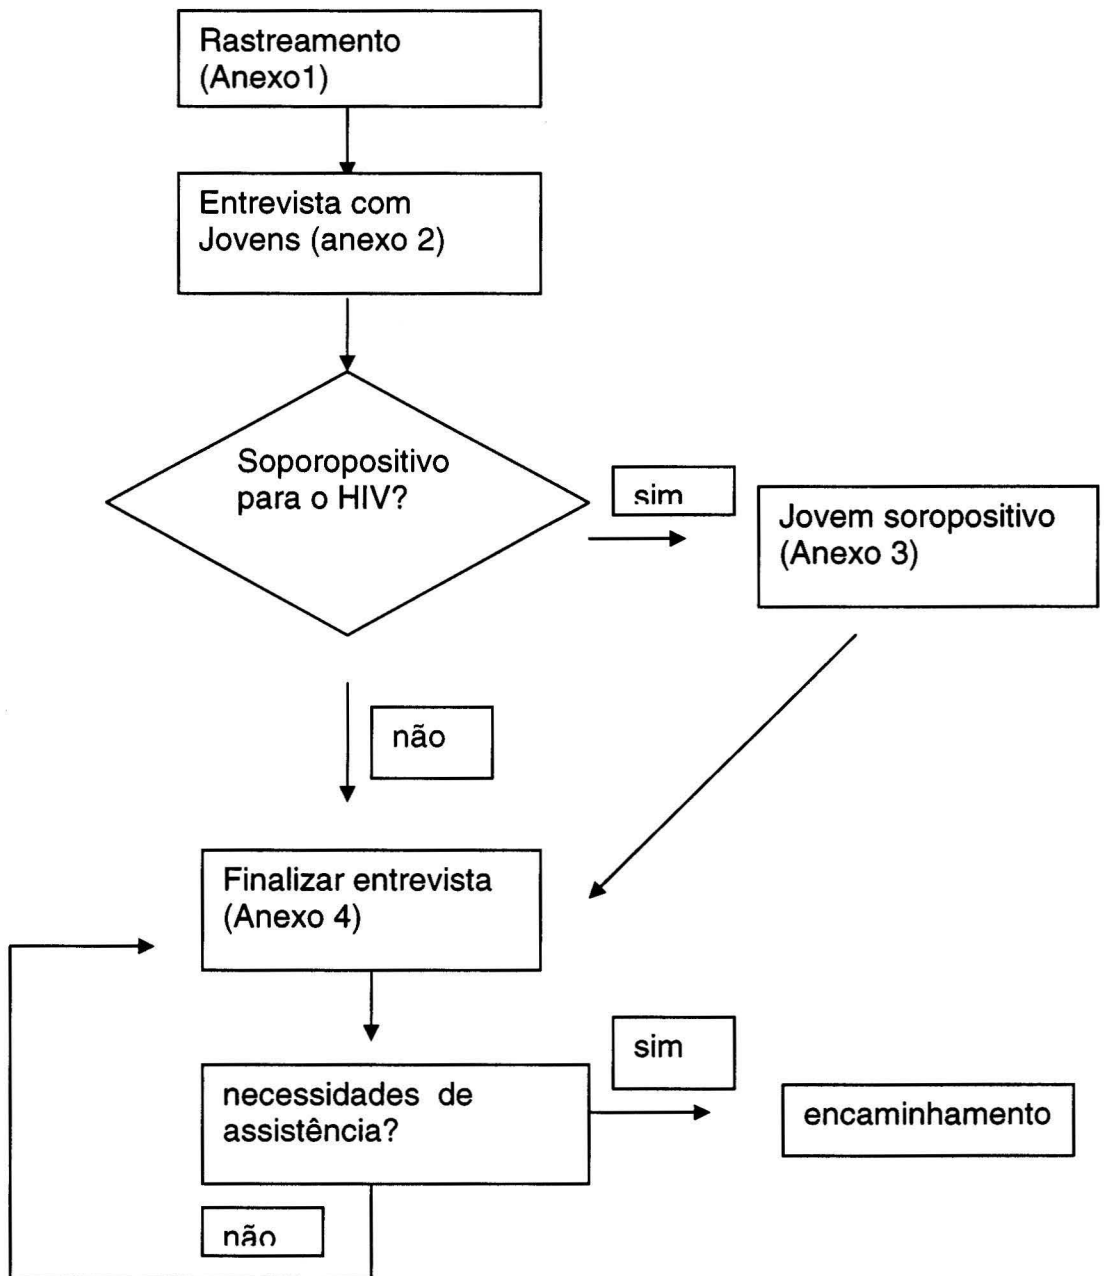 Rastreamento
(Anexo1)
Entrevista com
Jovens (anexo 2)
Soporopositivo
para o HIV?
sim
Jovem soropositivo
(Anexo 3)
não
Finalizar entrevista
(Anexo 4)
sim
necessidades de
assistência?
encaminhamento
não